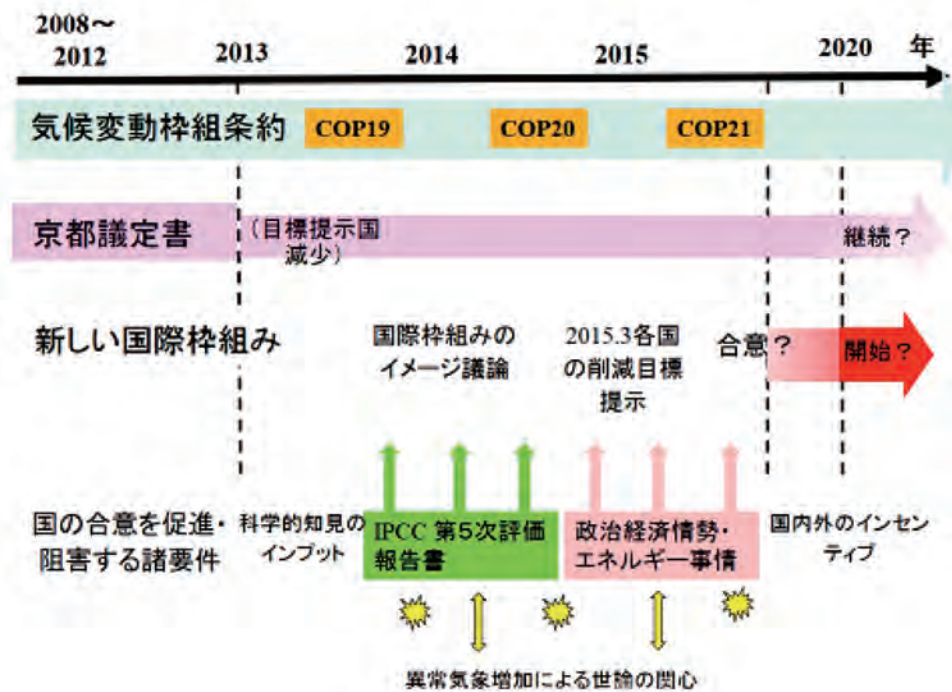 2008～
2012
2013
2014
2015
2020
年
気候変動枠組条約
COP19
COP20
COP21
京都議定書
(目標提示国
減少)
継続？
新しい国際枠組み
国際枠組みの
イメージ議論
2015.3各国
の削減目標
提示
合意？
開始？
国の合意を促進・
阻害する諸要件
科学的知見の
インプット
IPCC 第５次評価
報告書
政治経済情勢・
エネルギー事情
国内外のインセン
ティブ
異常気象増加による世論の関心